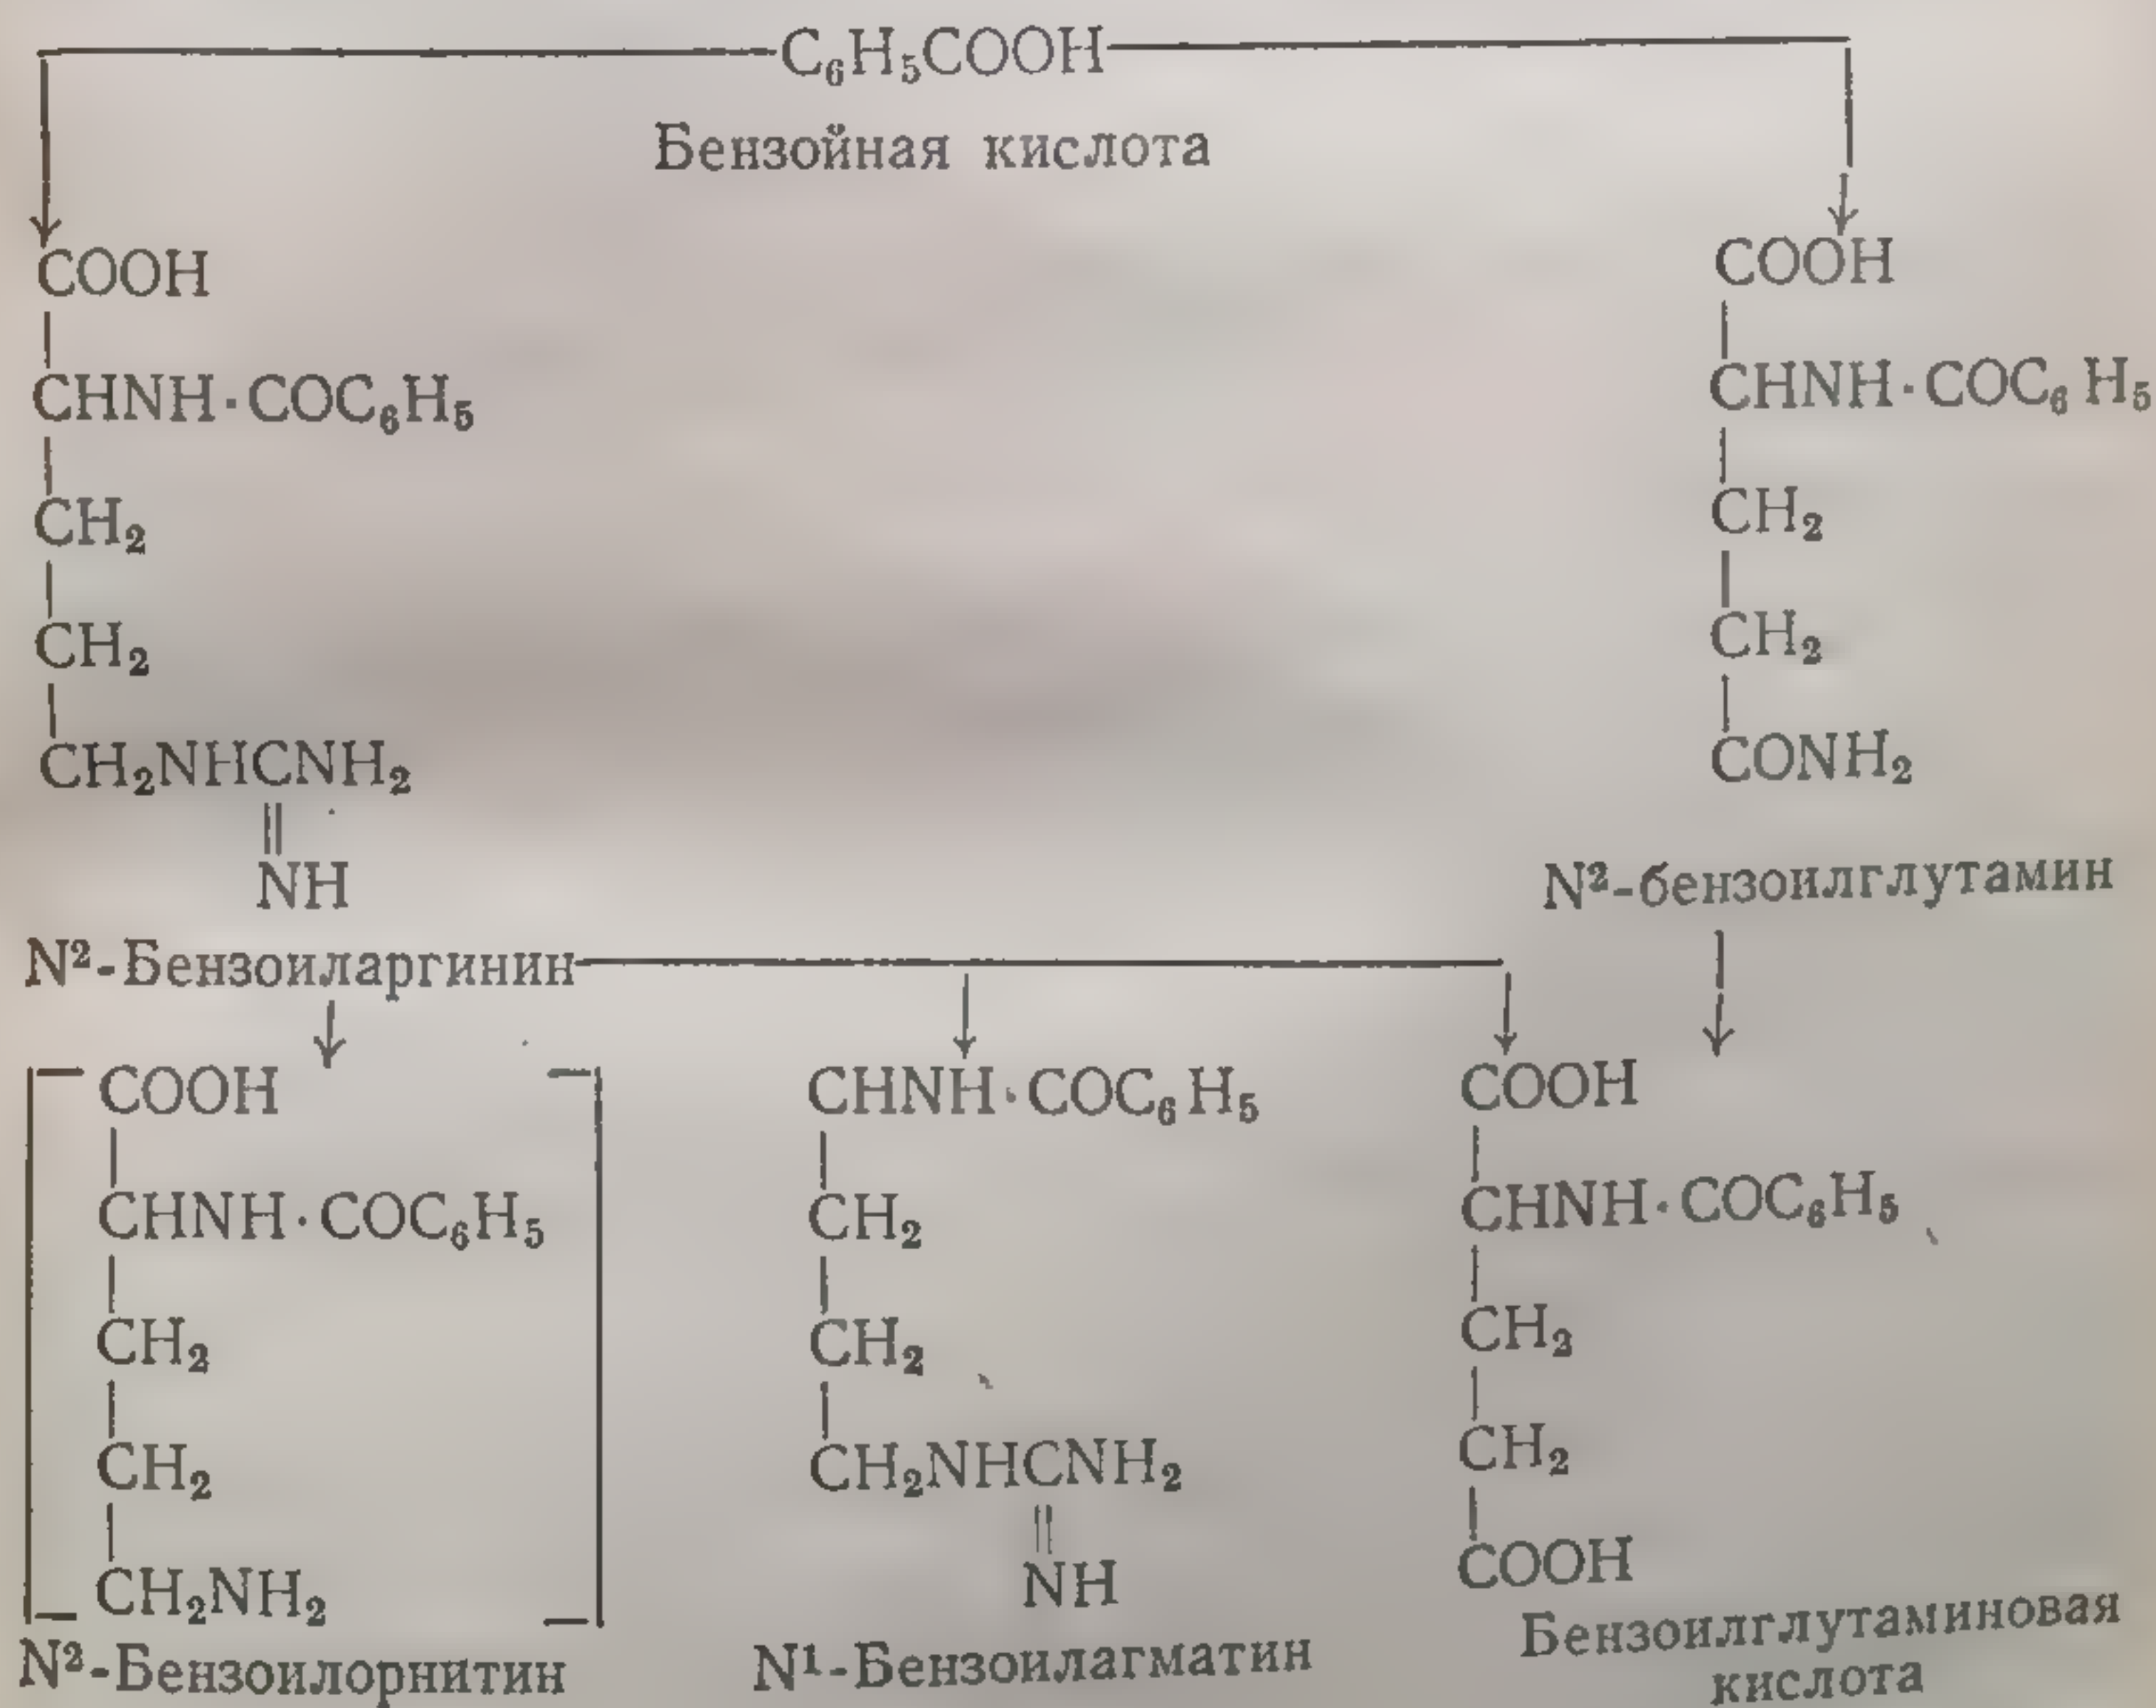 C₆H₅COOH
Бензойная кислота
COOH
CHNH·COC₆H₅
CH₂
CH₂
CH₂NHCNH₂
NH
N²-Бензоиларгинин
COOH
CHNH·COC₆H₅
CH₂
CH₂
CONH₂
N²-бензоилглутамин
COOH
CHNH·COC₆H₅
CH₂
CH₂
CH₂NH₂
N²-Бензоилорнитин
CHNH·COC₆H₅
CH₂
CH₂
CH₂NHCNH₂
NH
N¹-Бензоилагматин
COOH
CHNH·COC₆H₅
CH₂
CH₂
COOH
Бензоилглутаминовая
кислота